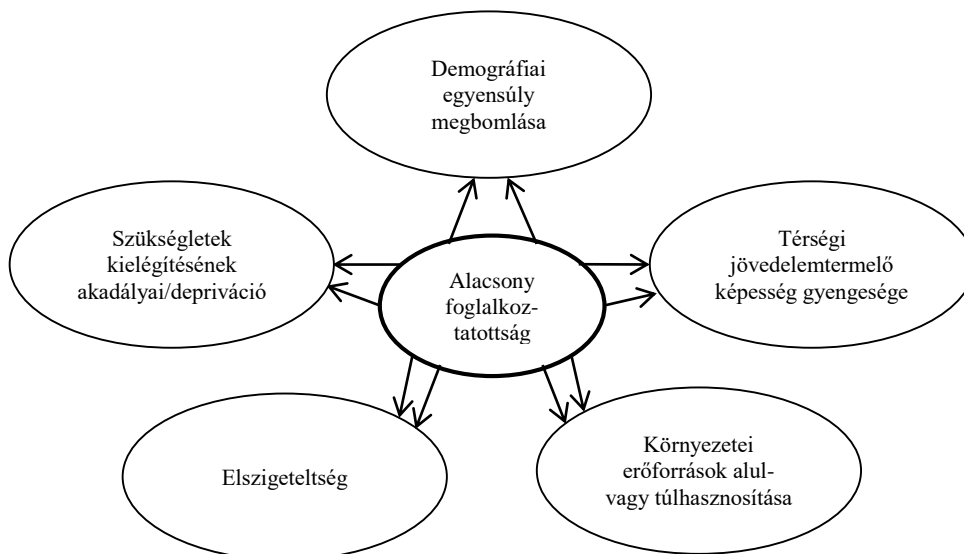 Demográfiai
egyensúly
megbomlása
Szükségletek
kielégítésének
akadályai/depriváció
Alacsony
foglalkoz-
tatottság
Térségi
jövedelemtermelő
képesség gyengesége
Elszigeteltség
Környezetei
erőforrások alul-
vagy túlhasznosítása